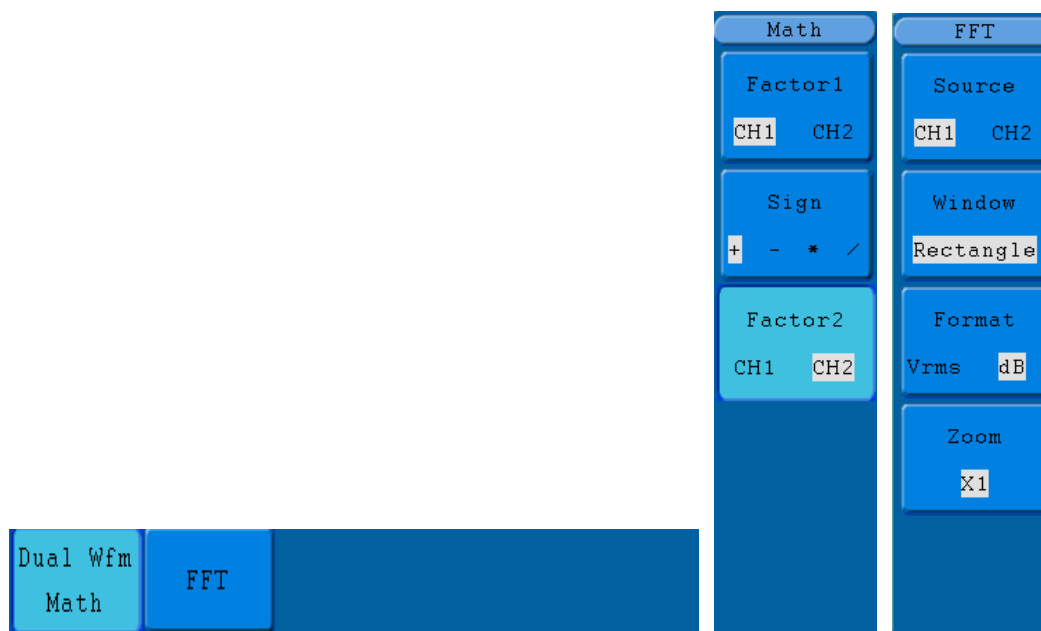 Math
Factor1
CH1 CH2
Sign
+ - * /
Factor2
CH1 CH2
FFT
Source
CH1 CH2
Window
Rectangle
Format
Vrms dB
Zoom
X1
Dual Wfm
Math
FFT